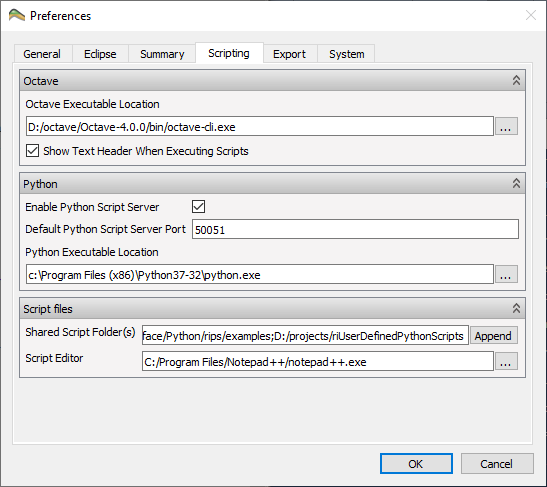 Preferences
General Eclipse Summary Scripting Export System
Octave
Octave Executable Location
D:/octave/Octave-4.0.0/bin/octave-cli.exe ...
Show Text Header When Executing Scripts
Python
Enable Python Script Server
Default Python Script Server Port 50051
Python Executable Location
c:\Program Files (x86)\Python37-32\python.exe ...
Script files
Shared Script Folder(s) face/Python/rips/examples;D:/projects/riUserDefinedPythonScripts Append
Script Editor C:/Program Files/Notepad++/notepad++.exe ...
OK Cancel